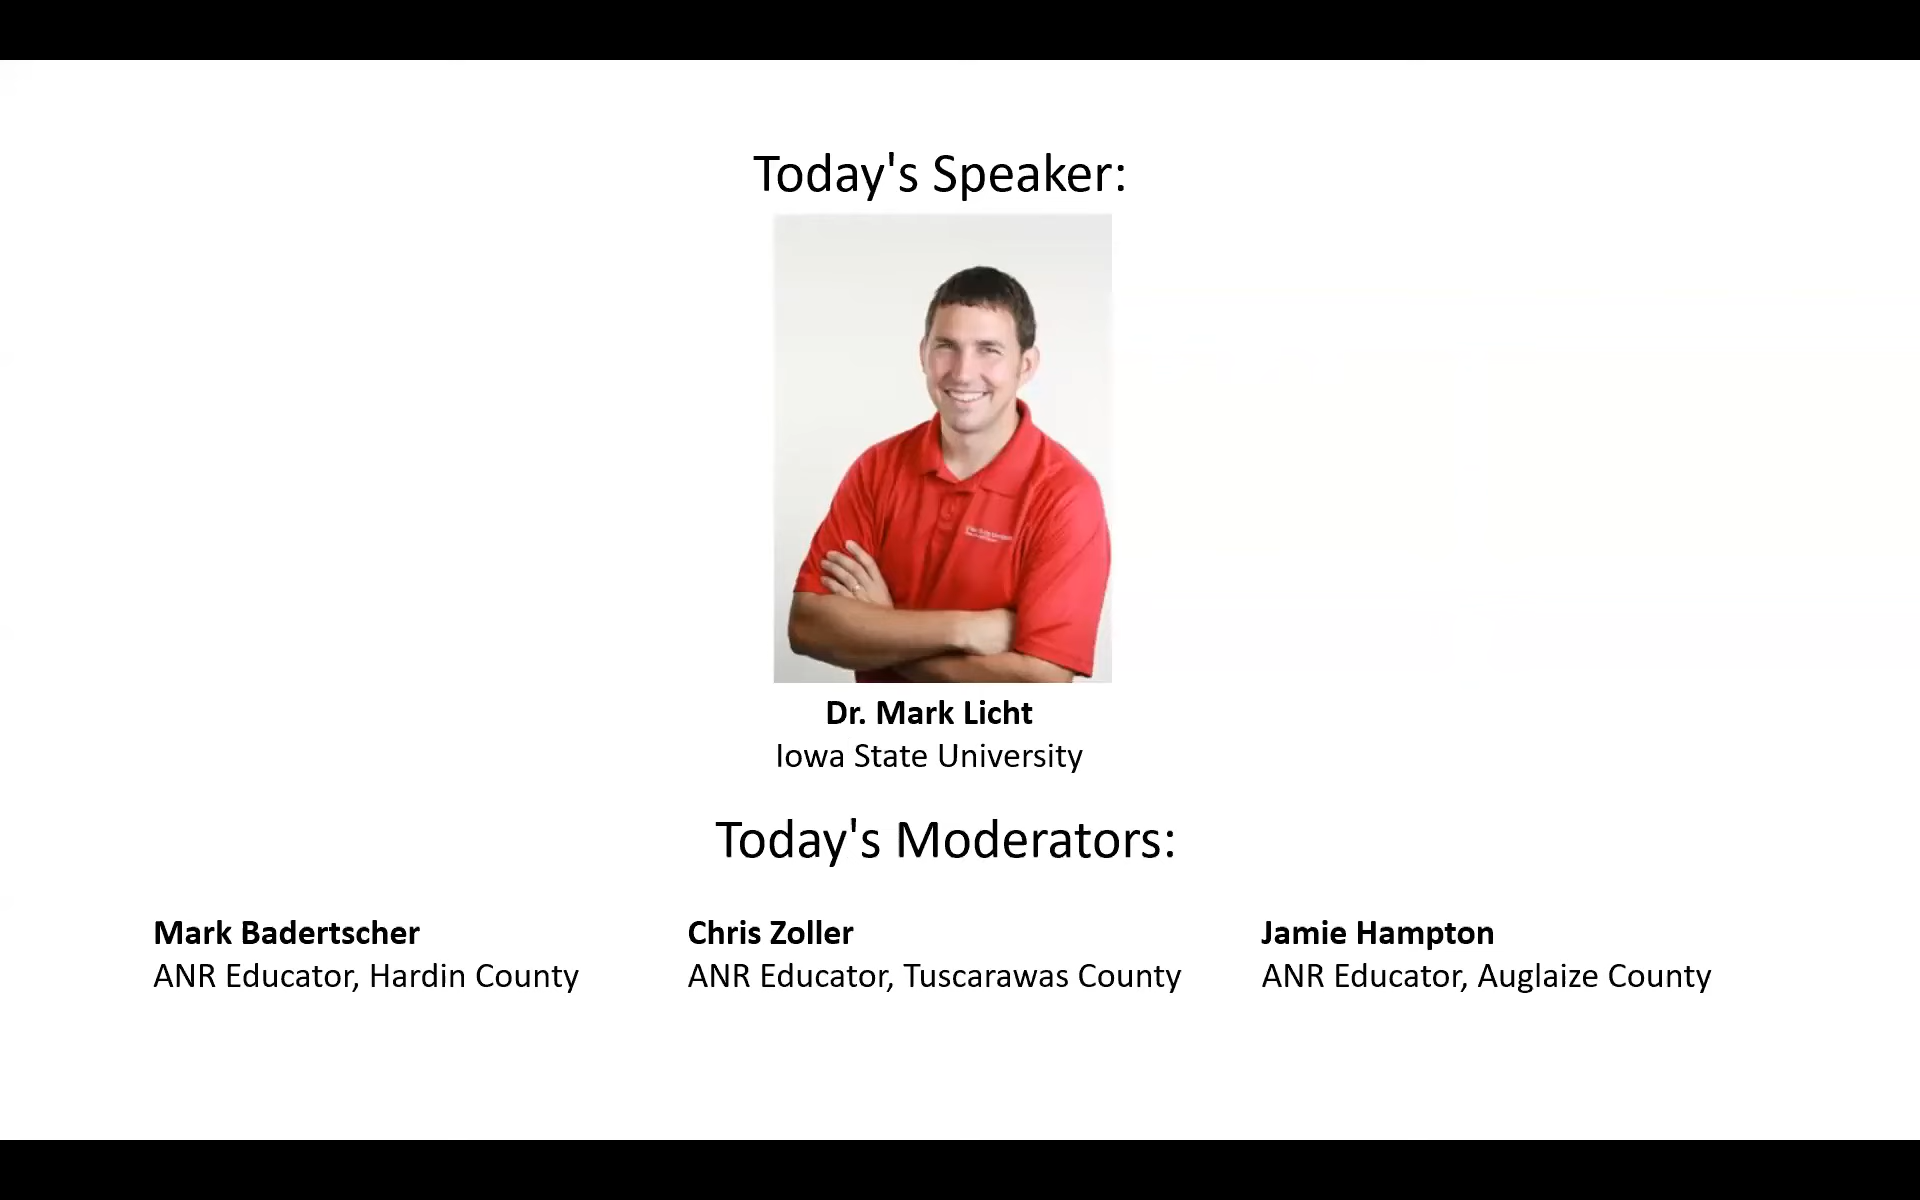 Today's Speaker:
Dr. Mark Licht
Iowa State University
Today's Moderators:
Mark Badertscher
ANR Educator, Hardin County
Chris Zoller
ANR Educator, Tuscarawas County
Jamie Hampton
ANR Educator, Auglaize County